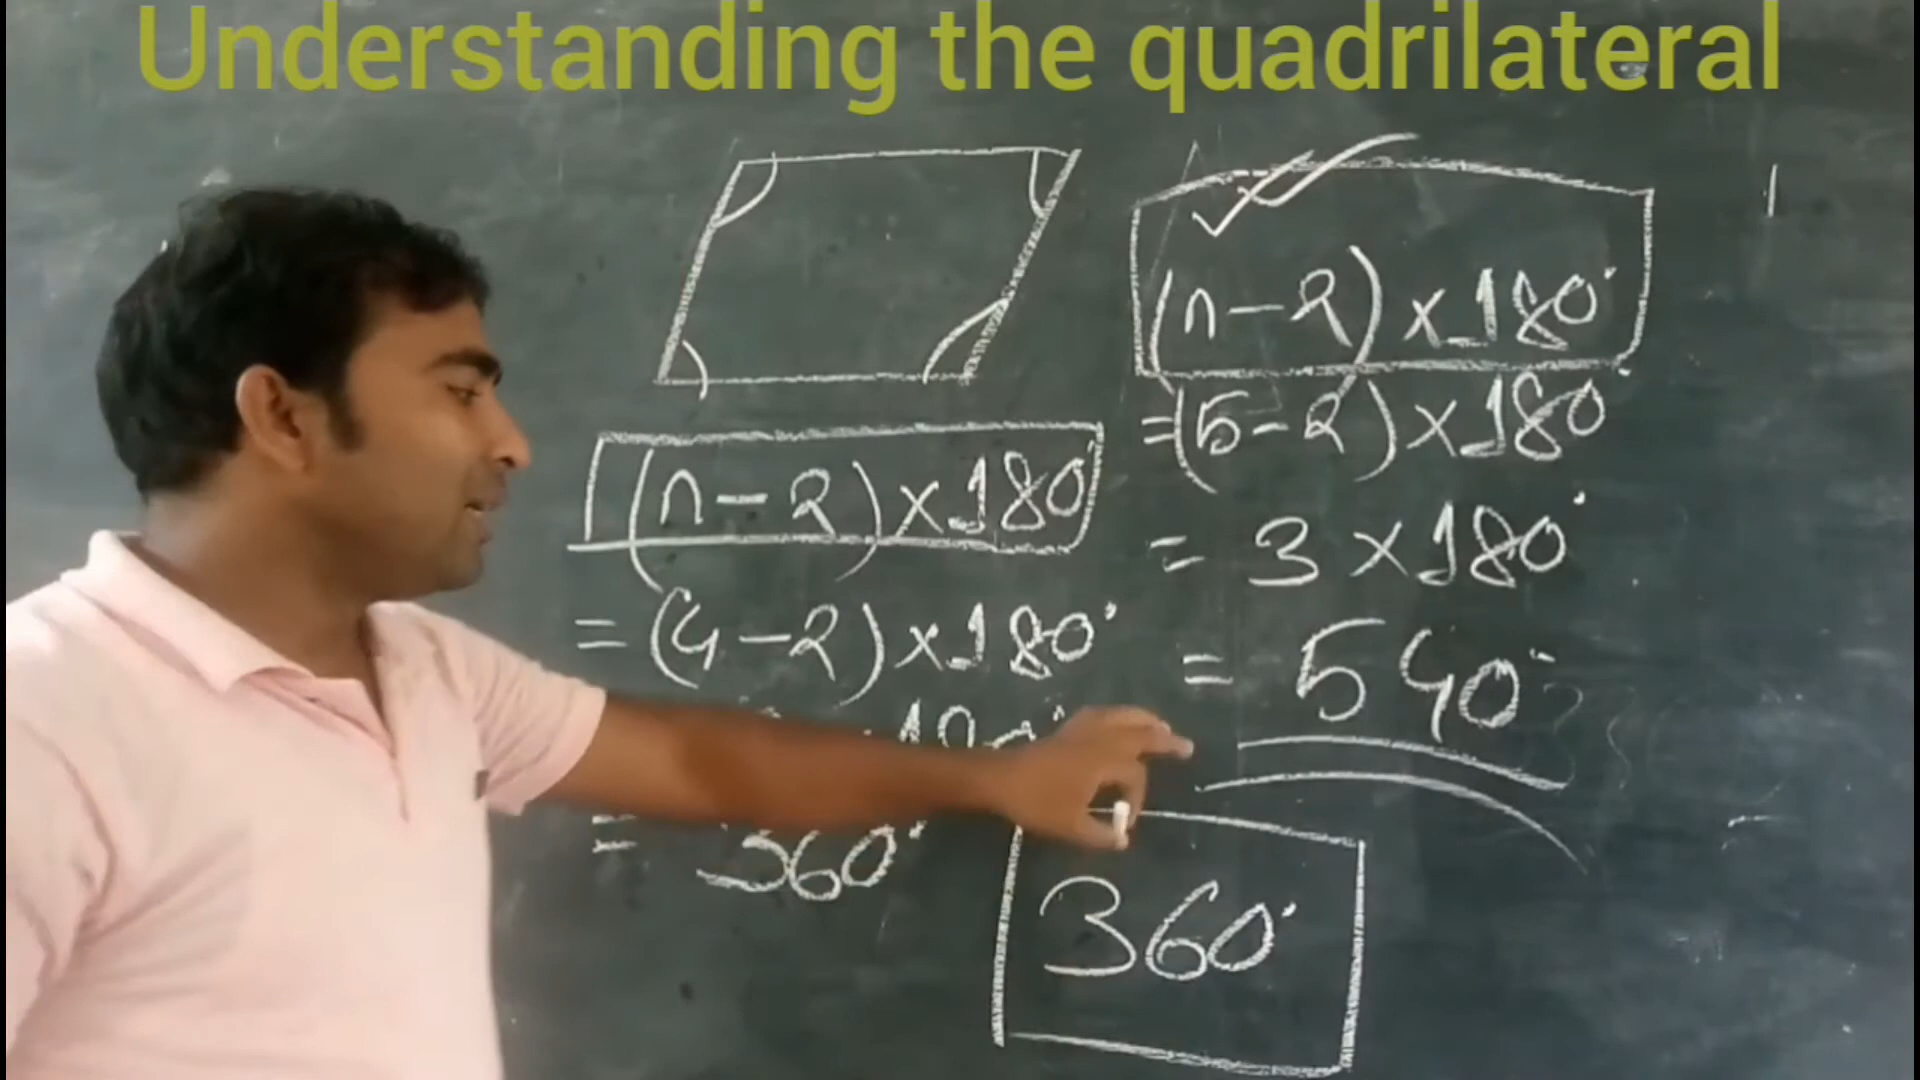 Understanding the quadrilateral
(n-2)×180°
=(4-2)×180°
= 360°
(n-2)×180°
=(5-2)×180°
= 3×180°
= 540°
360°